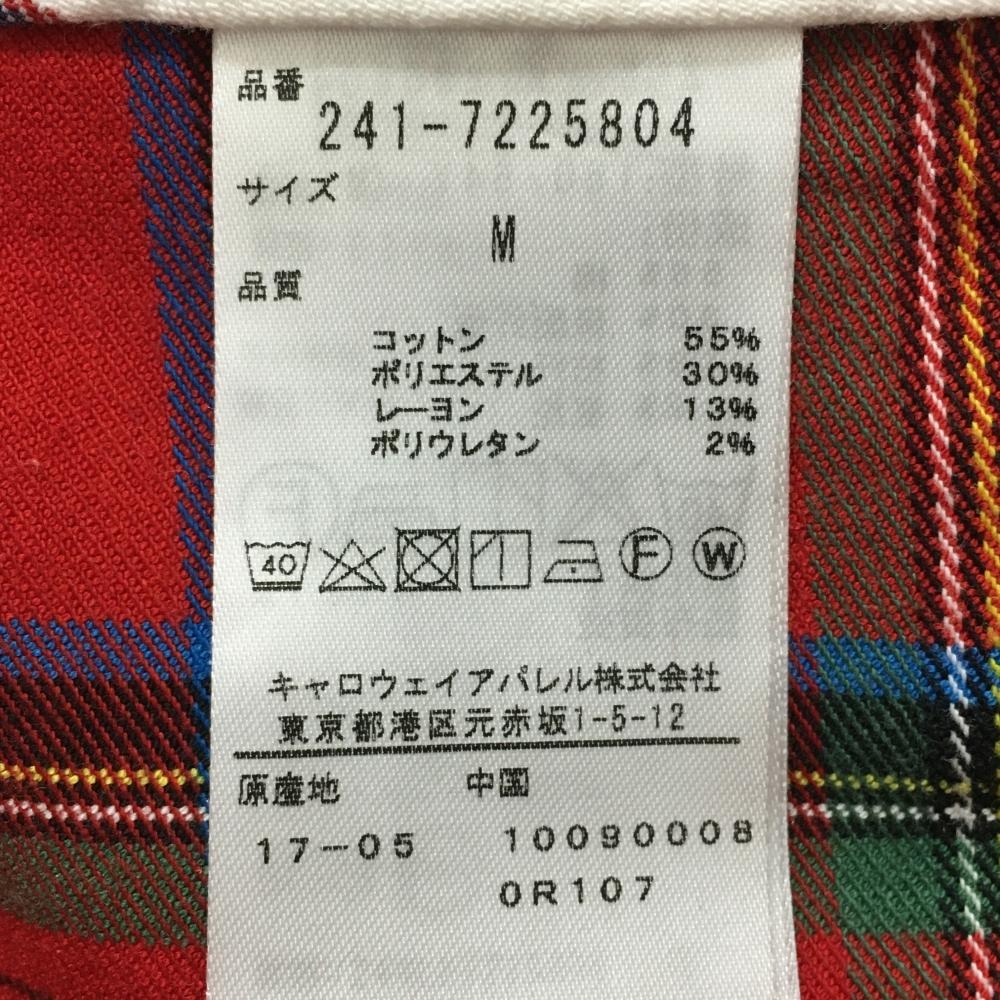 品番
241-7225804
サイズ
M
品質
コットン 55%
ポリエステル 30%
レーヨン 13%
ポリウレタン 2%
40 F W
キャロウェイアパレル株式会社
東京都港区元赤坂1-5-12
原産地 中国
17-05 10090008
0R107